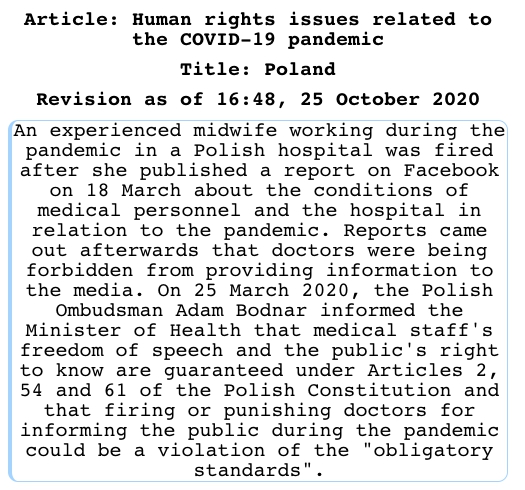 Article: Human rights issues related to
the COVID-19 pandemic
Title: Poland
Revision as of 16:48, 25 October 2020
An experienced midwife working during the
pandemic in a Polish hospital was fired
after she published a report on Facebook
on 18 March about the conditions of
medical personnel and the hospital in
relation to the pandemic. Reports came
out afterwards that doctors were being
forbidden from providing information to
the media. On 25 March 2020, the Polish
Ombudsman Adam Bodnar informed the
Minister of Health that medical staff's
freedom of speech and the public's right
to know are guaranteed under Articles 2,
54 and 61 of the Polish Constitution and
that firing or punishing doctors for
informing the public during the pandemic
could be a violation of the "obligatory
standards".